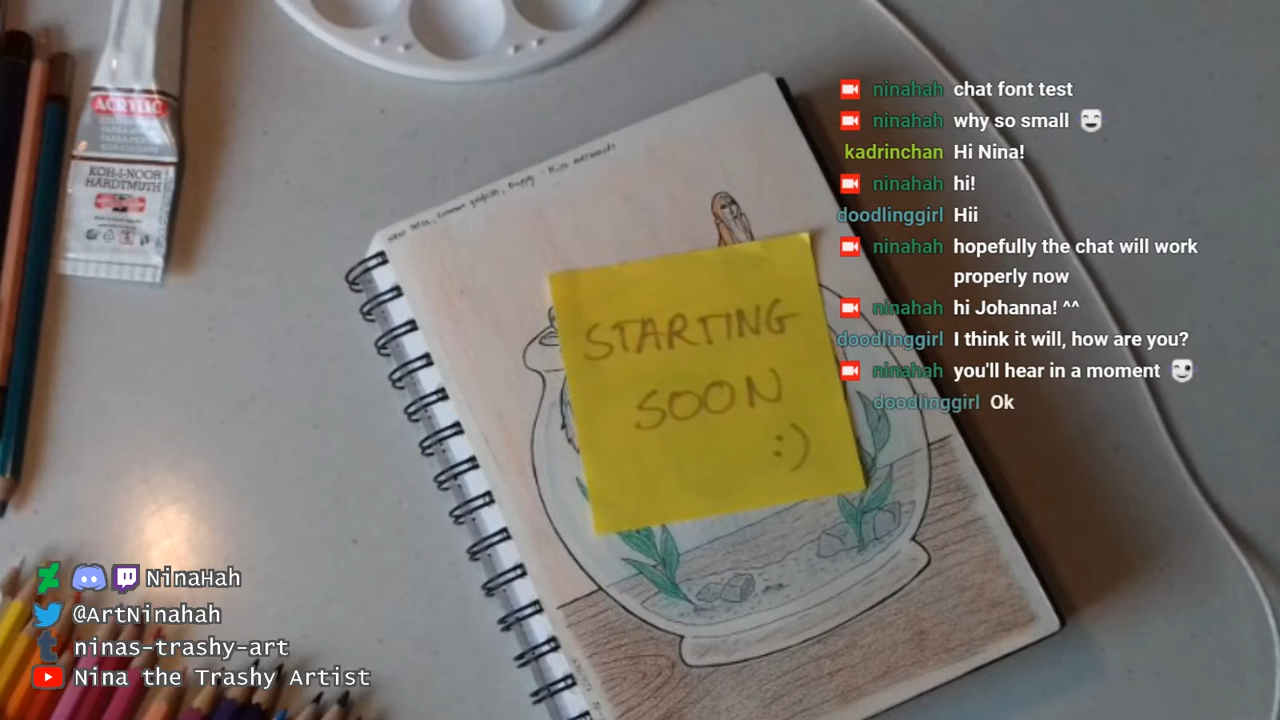 ACRYLIC
KOH-I-NOOR
HARDTMUTH
STARTING
SOON
:)
ninahah chat font test
ninahah why so small
kadrinchan Hi Nina!
ninahah hi!
doodlinggirl Hii
ninahah hopefully the chat will work
properly now
ninahah hi Johanna! ^^
doodlinggirl I think it will, how are you?
ninahah you'll hear in a moment
doodlinggirl Ok
NinaHah
@ArtNinahah
ninas-trashy-art
Nina the Trashy Artist